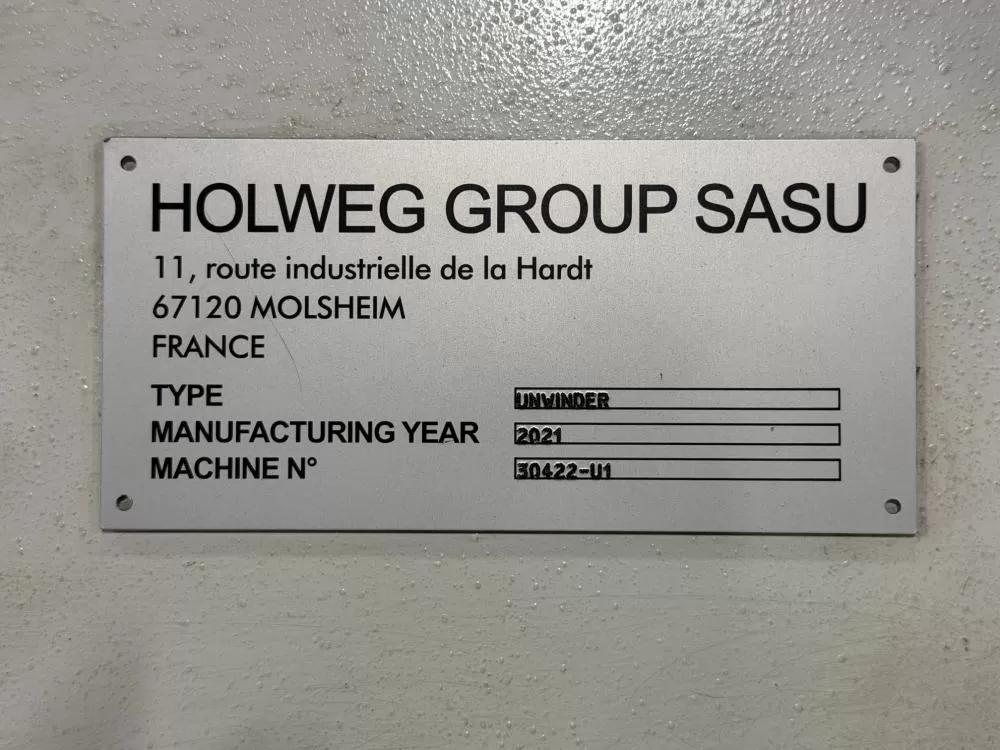 HOLWEG GROUP SASU
11, route industrielle de la Hardt
67120 MOLSHEIM
FRANCE
TYPE UNWINDER
MANUFACTURING YEAR 2021
MACHINE N° 30422-U1